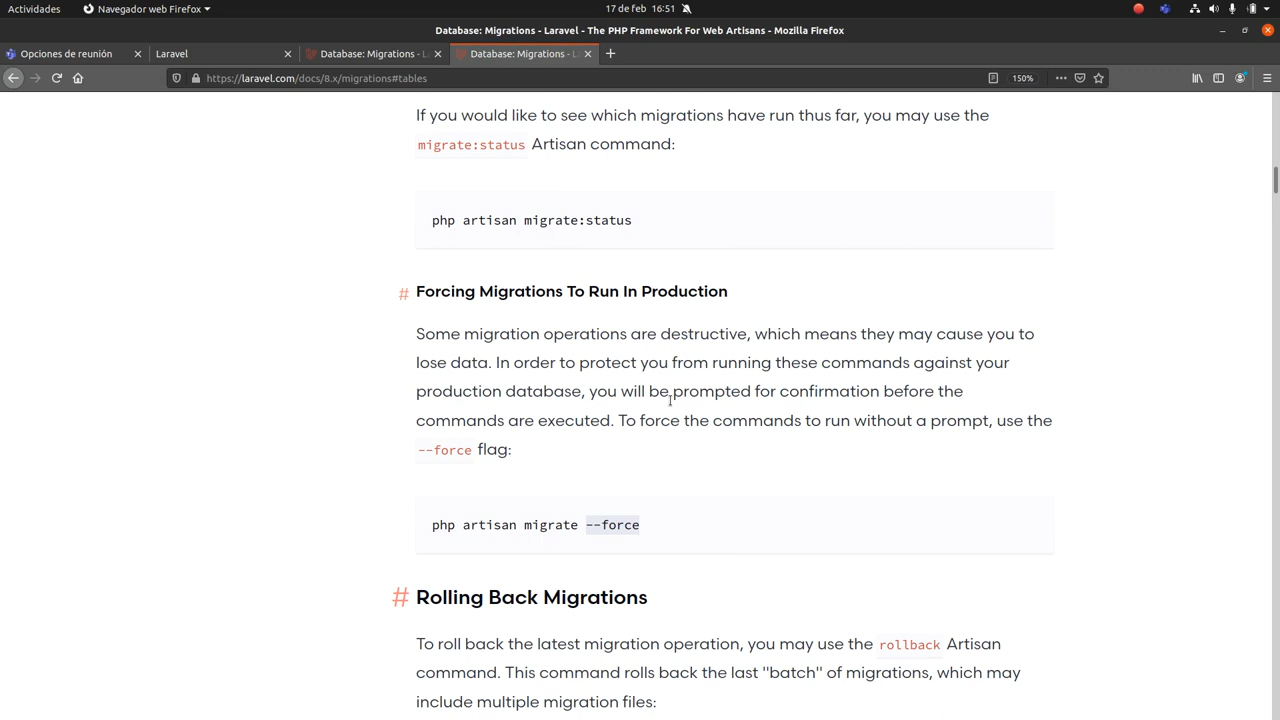 Actividades
Navegador web Firefox
17 de feb 16:51
Database: Migrations - Laravel - The PHP Framework For Web Artisans - Mozilla Firefox
Opciones de reunión
Laravel
Database: Migrations - L
Database: Migrations - L
https://laravel.com/docs/8.x/migrations#tables
150%
If you would like to see which migrations have run thus far, you may use the
migrate:status Artisan command:
php artisan migrate:status
# Forcing Migrations To Run In Production
Some migration operations are destructive, which means they may cause you to
lose data. In order to protect you from running these commands against your
production database, you will be prompted for confirmation before the
commands are executed. To force the commands to run without a prompt, use the
--force flag:
php artisan migrate --force
# Rolling Back Migrations
To roll back the latest migration operation, you may use the rollback Artisan
command. This command rolls back the last "batch" of migrations, which may
include multiple migration files: